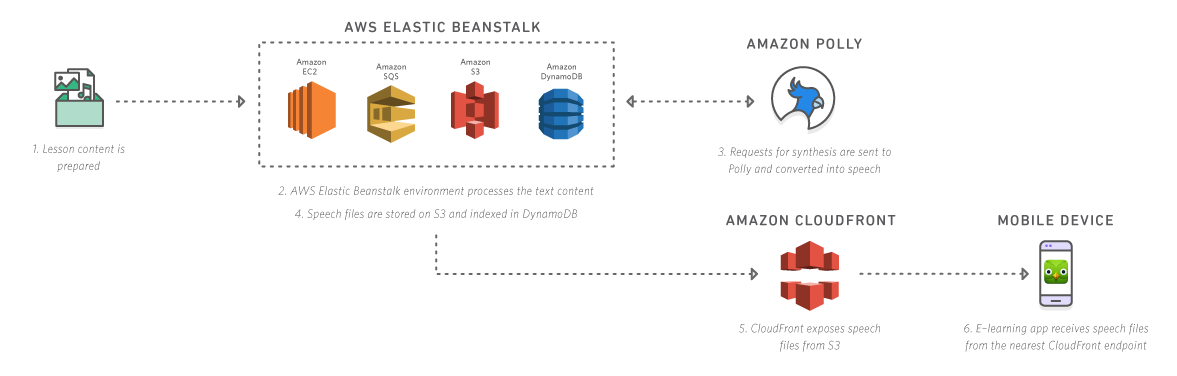 AWS ELASTIC BEANSTALK
Amazon
EC2
Amazon
SQS
Amazon
S3
Amazon
DynamoDB
AMAZON POLLY
1. Lesson content is
prepared
3. Requests for synthesis are sent to
Polly and converted into speech
2. AWS Elastic Beanstalk environment processes the text content
4. Speech files are stored on S3 and indexed in DynamoDB
AMAZON CLOUDFRONT
MOBILE DEVICE
5. CloudFront exposes speech
files from S3
6. E-learning app receives speech files
from the nearest CloudFront endpoint